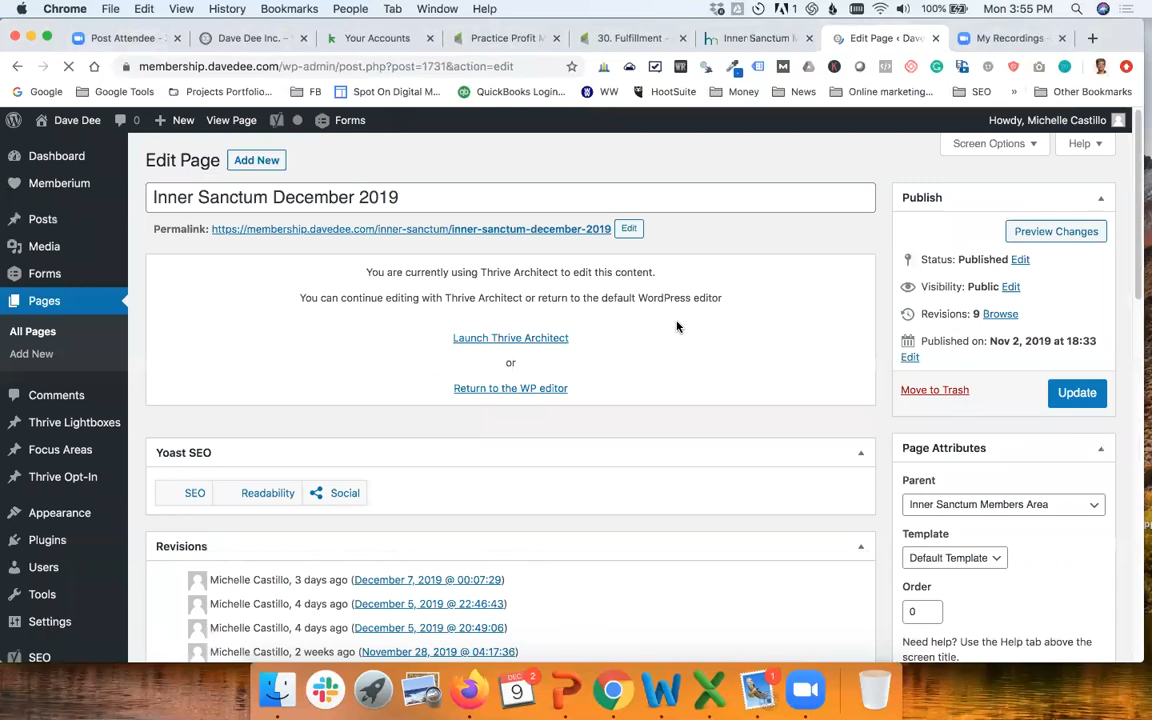 Chrome File Edit View History Bookmarks People Tab Window Help 100% Mon 3:55 PM
Post Attendee - Dave Dee Inc. - Your Accounts Practice Profit M 30. Fulfillment - Inner Sanctum M Edit Page ‹ Dav My Recordings -
membership.davedee.com/wp-admin/post.php?post=1731&action=edit
Google Google Tools Projects Portfolio... FB Spot On Digital M... QuickBooks Login... WW HootSuite Money News Online marketing... SEO » Other Bookmarks
Dave Dee 0 New View Page Forms Howdy, Michelle Castillo
Screen Options Help
Dashboard
Memberium
Posts
Media
Forms
Pages
All Pages
Add New
Comments
Thrive Lightboxes
Focus Areas
Thrive Opt-In
Appearance
Plugins
Users
Tools
Settings
SEO
Edit Page Add New
Inner Sanctum December 2019
Permalink: https://membership.davedee.com/inner-sanctum/inner-sanctum-december-2019 Edit
You are currently using Thrive Architect to edit this content.
You can continue editing with Thrive Architect or return to the default WordPress editor
Launch Thrive Architect
or
Return to the WP editor
Yoast SEO
SEO Readability Social
Revisions
Michelle Castillo, 3 days ago (December 7, 2019 @ 00:07:29)
Michelle Castillo, 4 days ago (December 5, 2019 @ 22:46:43)
Michelle Castillo, 4 days ago (December 5, 2019 @ 20:49:06)
Michelle Castillo, 2 weeks ago (November 28, 2019 @ 04:17:36)
Publish
Preview Changes
Status: Published Edit
Visibility: Public Edit
Revisions: 9 Browse
Published on: Nov 2, 2019 at 18:33
Edit
Move to Trash Update
Page Attributes
Parent
Inner Sanctum Members Area
Template
Default Template
Order
0
Need help? Use the Help tab above the
screen title.
DEC 2
9
1